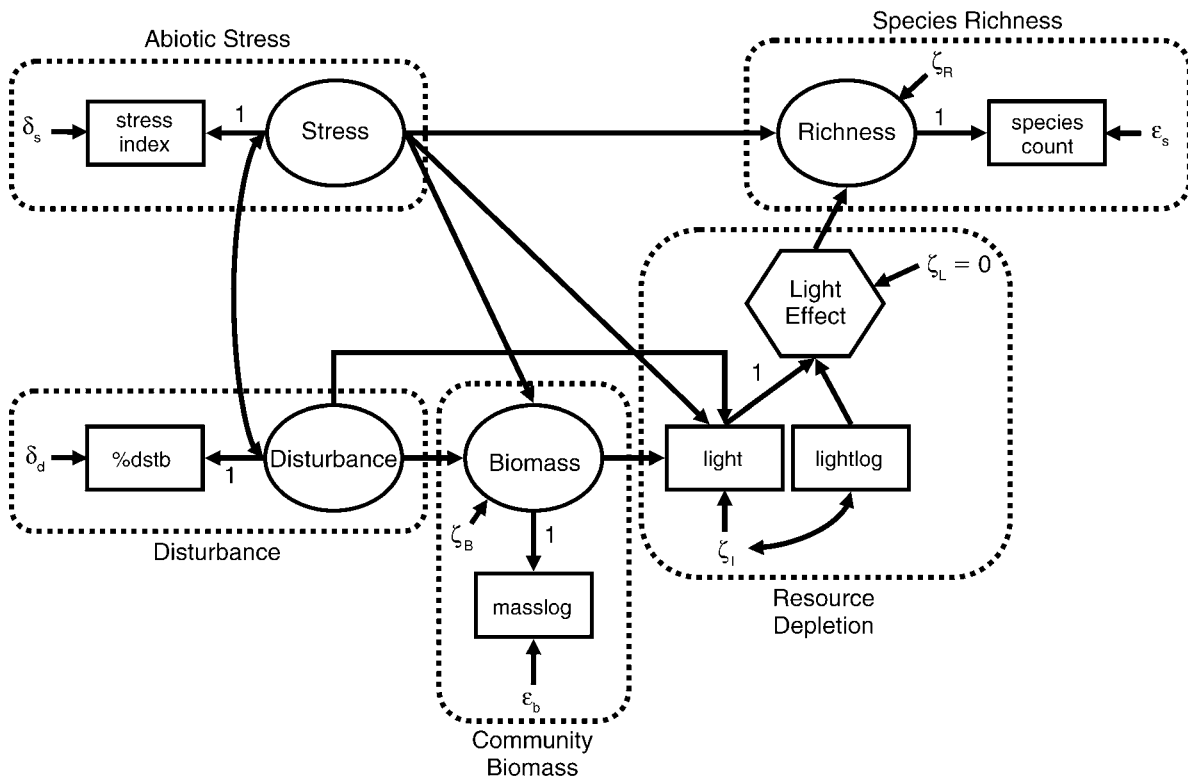 Abiotic Stress
Species Richness
δs
stress
index
1
Stress
Richness
ζR
1
species
count
εs
Light
Effect
ζL = 0
1
δd
%dstb
1
Disturbance
Biomass
light
lightlog
ζB
1
ζl
Disturbance
masslog
εb
Resource
Depletion
Community
Biomass